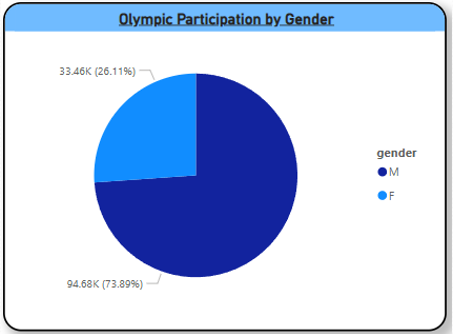 Olympic Participation by Gender
33.46K (26.11%)
gender
M
F
94.68K (73.89%)